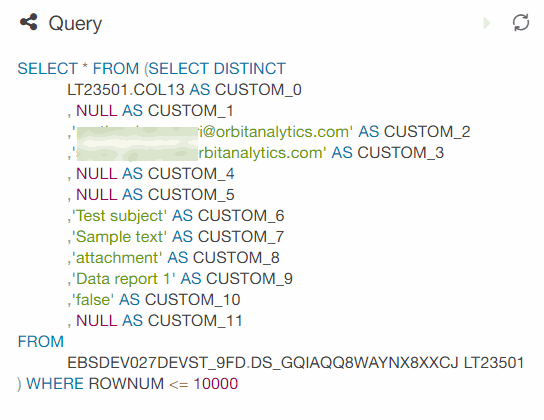 Query
SELECT * FROM (SELECT DISTINCT
LT23501.COL13 AS CUSTOM_0
, NULL AS CUSTOM_1
,' i@orbitanalytics.com' AS CUSTOM_2
,' rbitanalytics.com' AS CUSTOM_3
, NULL AS CUSTOM_4
, NULL AS CUSTOM_5
,'Test subject' AS CUSTOM_6
,'Sample text' AS CUSTOM_7
,'attachment' AS CUSTOM_8
,'Data report 1' AS CUSTOM_9
,'false' AS CUSTOM_10
, NULL AS CUSTOM_11
FROM
EBSDEV027DEVST_9FD.DS_GQIAQQ8WAYNX8XXCJ LT23501
) WHERE ROWNUM <= 10000